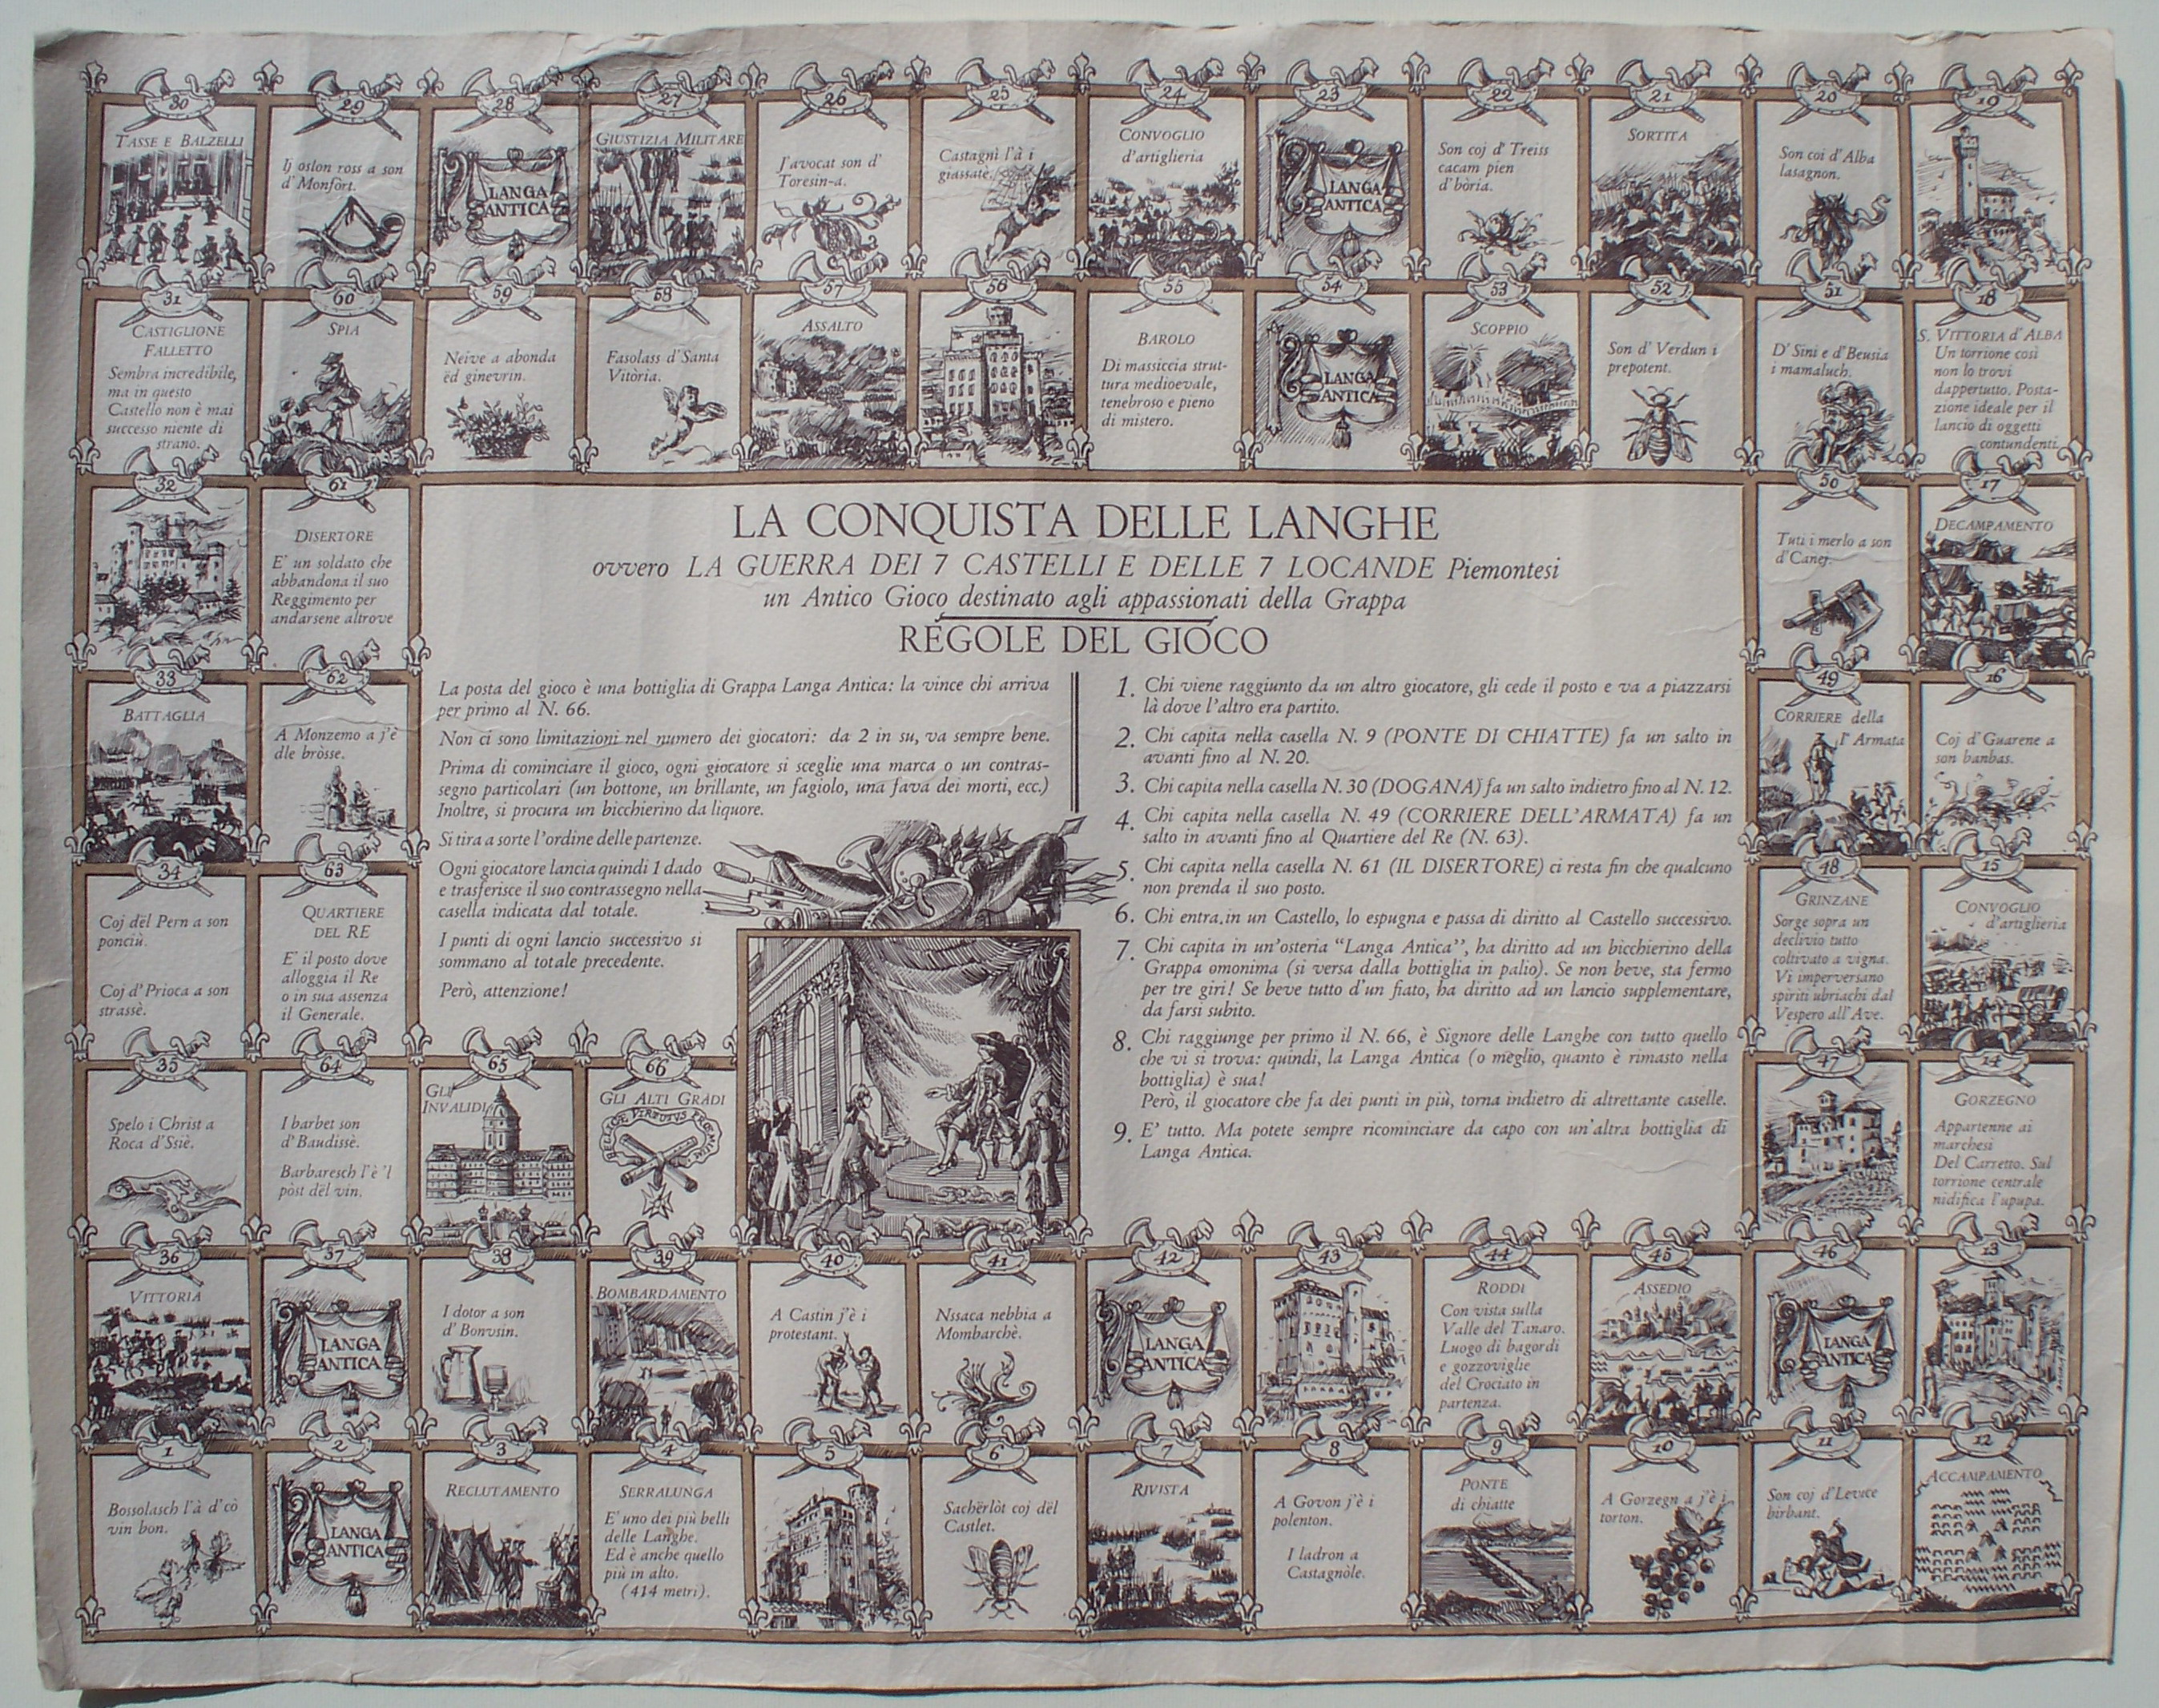 30
TASSE E BALZELLI
29
Ij oslon ross a son
d'Monfòrt.
28
LANGA
ANTICA
27
GIUSTIZIA MILITARE
26
J'avocat son d'
Toresin-a.
25
Castagnì l'à i
giassatè.
24
CONVOGLIO
d'artiglieria
23
LANGA
ANTICA
22
Son coj d' Treiss
cacam pien
d'bòria.
21
SORTITA
20
Son coi d'Alba
lasagnon.
19
31
CASTIGLIONE
FALLETTO
Sembra incredibile,
ma in questo
Castello non è mai
successo niente di
strano.
60
SPIA
59
Neive a abonda
ëd ginevrin.
58
Fasolass d'Santa
Vitòria.
57
ASSALTO
56
55
BAROLO
Di massiccia strut-
tura medioevale,
tenebroso e pieno
di mistero.
54
LANGA
ANTICA
53
SCOPPIO
52
Son d'Verdun i
prepotent.
51
D'Sini e d'Beusia
i mamaluch.
18
S. VITTORIA d'ALBA
Un torrione così
non lo trovi
dappertutto. Posta-
zione ideale per il
lancio di oggetti
contundenti.
32
61
DISERTORE
E' un soldato che
abbandona il suo
Reggimento per
andarsene altrove
LA CONQUISTA DELLE LANGHE
ovvero LA GUERRA DEI 7 CASTELLI E DELLE 7 LOCANDE Piemontesi
un Antico Gioco destinato agli appassionati della Grappa
REGOLE DEL GIOCO
50
Tuti i merlo a son
d'Canej.
17
DECAMPAMENTO
33
BATTAGLIA
62
A Monzemo a j'è
dle bròsse.
La posta del gioco è una bottiglia di Grappa Langa Antica: la vince chi arriva
per primo al N. 66.
Non ci sono limitazioni nel numero dei giocatori: da 2 in su, va sempre bene.
Prima di cominciare il gioco, ogni giocatore si sceglie una marca o un contras-
segno particolari (un bottone, un brillante, un fagiolo, una fava dei morti, ecc.)
Inoltre, si procura un bicchierino da liquore.
Si tira a sorte l'ordine delle partenze.
Ogni giocatore lancia quindi 1 dado
e trasferisce il suo contrassegno nella
casella indicata dal totale.
I punti di ogni lancio successivo si
sommano al totale precedente.
Però, attenzione!
1. Chi viene raggiunto da un altro giocatore, gli cede il posto e va a piazzarsi
là dove l'altro era partito.
2. Chi capita nella casella N. 9 (PONTE DI CHIATTE) fa un salto in
avanti fino al N. 20.
3. Chi capita nella casella N. 30 (DOGANA) fa un salto indietro fino al N. 12.
4. Chi capita nella casella N. 49 (CORRIERE DELL'ARMATA) fa un
salto in avanti fino al Quartiere del Re (N. 63).
5. Chi capita nella casella N. 61 (IL DISERTORE) ci resta fin che qualcuno
non prenda il suo posto.
6. Chi entra in un Castello, lo espugna e passa di diritto al Castello successivo.
7. Chi capita in un'osteria "Langa Antica", ha diritto ad un bicchierino della
Grappa omonima (si versa dalla bottiglia in palio). Se non beve, sta fermo
per tre giri! Se beve tutto d'un fiato, ha diritto ad un lancio supplementare,
da farsi subito.
8. Chi raggiunge per primo il N. 66, è Signore delle Langhe con tutto quello
che vi si trova: quindi, la Langa Antica (o meglio, quanto è rimasto nella
bottiglia) è sua!
Però, il giocatore che fa dei punti in più, torna indietro di altrettante caselle.
9. E' tutto. Ma potete sempre ricominciare da capo con un'altra bottiglia di
Langa Antica.
49
CORRIERE della
l'Armata
16
Coj d'Guarene a
son banbas.
34
Coj dël Pern a son
ponciù.
Coj d'Prioca a son
strassè.
63
QUARTIERE
DEL RE
E' il posto dove
alloggia il Re
o in sua assenza
il Generale.
48
GRINZANE
Sorge sopra un
declivio tutto
coltivato a vigna.
Vi imperversano
spiriti ubriachi dal
Vespero all'Ave.
15
CONVOGLIO
d'artiglieria
35
Spelo i Christ a
Roca d'Ssiè.
64
I barbet son
d'Baudissè.
Barbaresch l'è 'l
pòst dël vin.
65
GLI
INVALIDI
66
GLI ALTI GRADI
47
14
GORZEGNO
Appartenne ai
marchesi
Del Carretto. Sul
torrione centrale
nidifica l'upupa.
36
VITTORIA
37
LANGA
ANTICA
38
I dotor a son
d'Bonvsin.
39
BOMBARDAMENTO
40
A Castin j'è i
protestant.
41
Nssaca nebbia a
Mombarchè.
42
LANGA
ANTICA
43
44
RODDI
Con vista sulla
Valle del Tanaro.
Luogo di bagordi
e gozzoviglie
del Crociato in
partenza.
45
ASSEDIO
46
LANGA
ANTICA
13
1
Bossolasch l'à d'cò
vin bon.
2
LANGA
ANTICA
3
RECLUTAMENTO
4
SERRALUNGA
E' uno dei più belli
delle Langhe.
Ed è anche quello
più in alto.
(414 metri).
5
6
Sachërlòt coj dël
Castlet.
7
RIVISTA
8
A Govon j'è i
polenton.
I ladron a
Castagnòle.
9
PONTE
di chiatte
10
A Gorzegn a j'è i
torton.
11
Son coj d'Levice
birbant.
12
ACCAMPAMENTO